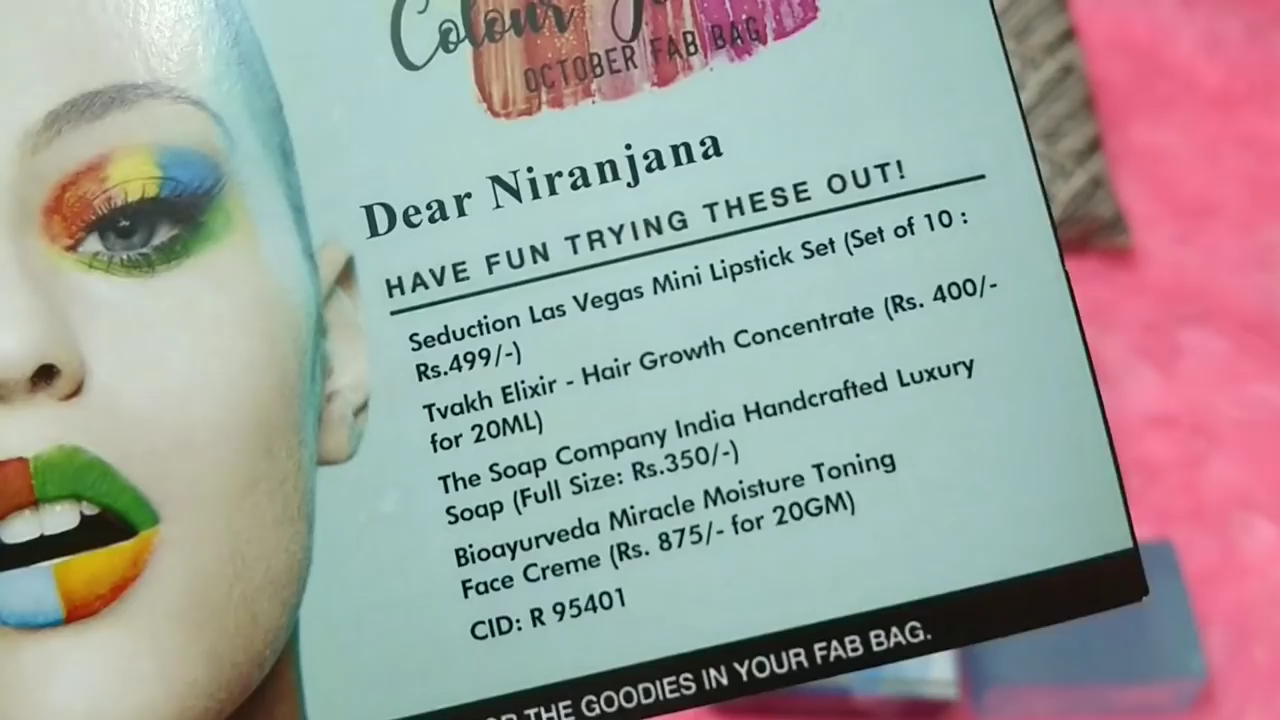 Colour
OCTOBER FAB BAG
Dear Niranjana
HAVE FUN TRYING THESE OUT!
Seduction Las Vegas Mini Lipstick Set (Set of 10 :
Rs.499/-)
Tvakh Elixir - Hair Growth Concentrate (Rs. 400/-
for 20ML)
The Soap Company India Handcrafted Luxury
Soap (Full Size: Rs.350/-)
Bioayurveda Miracle Moisture Toning
Face Creme (Rs. 875/- for 20GM)
CID: R 95401
THE GOODIES IN YOUR FAB BAG.